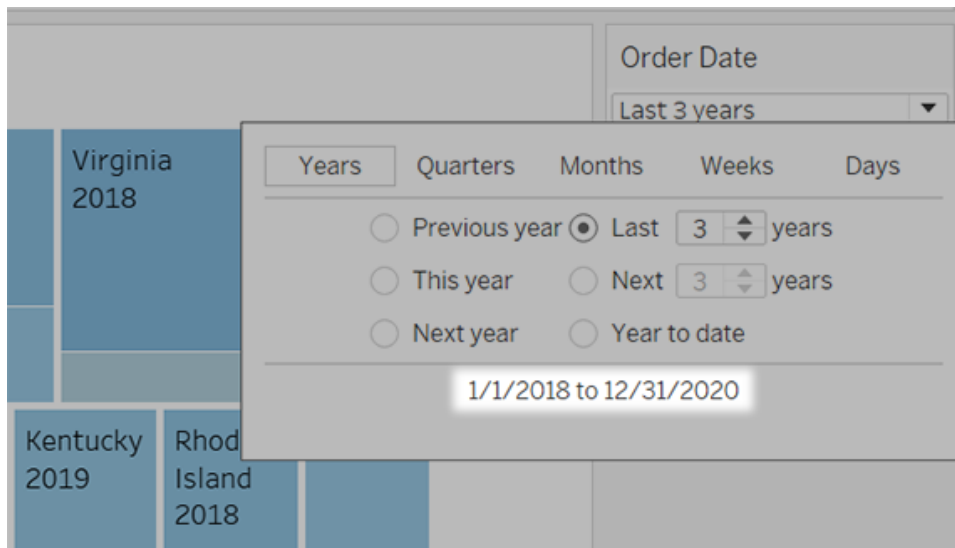 Order Date
Last 3 years
Virginia
2018
Years Quarters Months Weeks Days
Previous year Last 3 years
This year Next 3 years
Next year Year to date
1/1/2018 to 12/31/2020
Kentucky
2019
Rhod
Island
2018